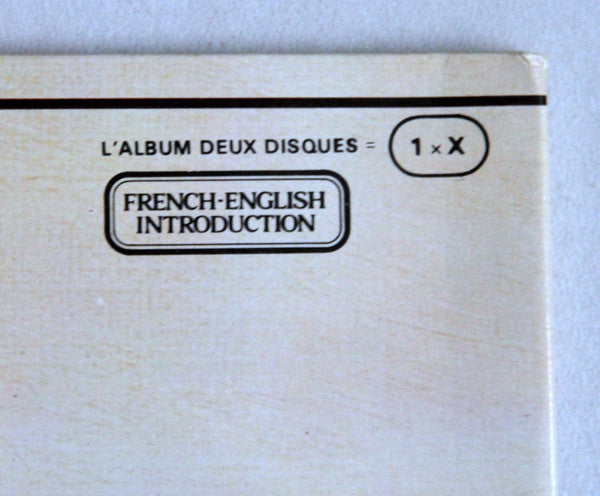 L'ALBUM DEUX DISQUES = 1 × X
FRENCH-ENGLISH
INTRODUCTION